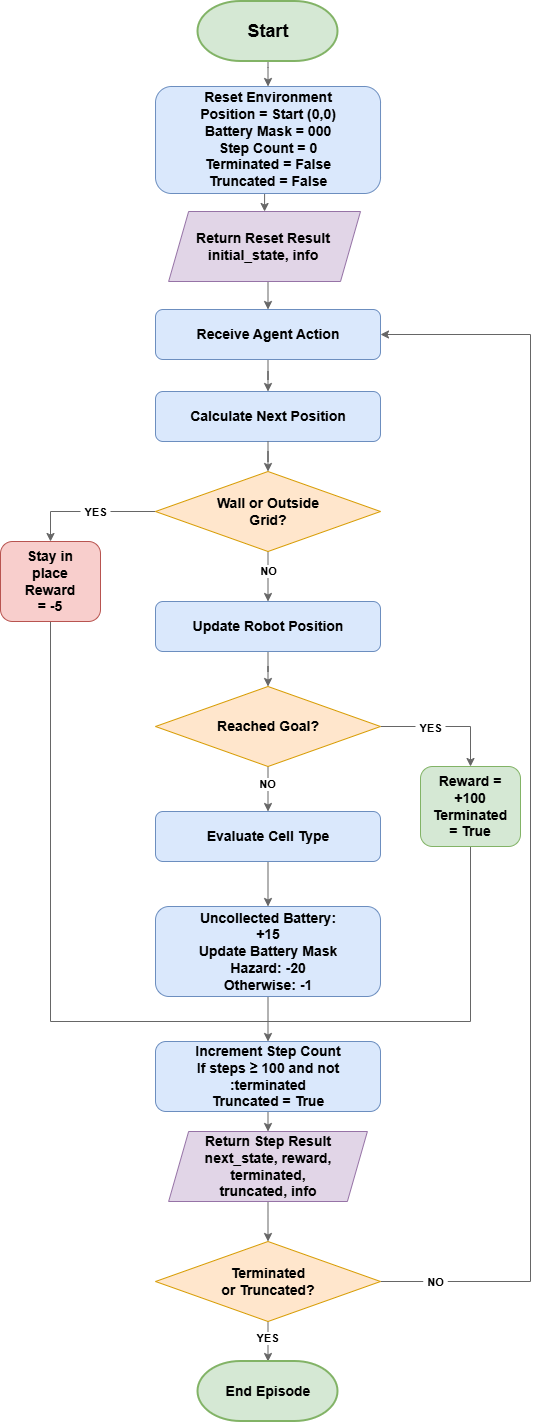 Start
Reset Environment
Position = Start (0,0)
Battery Mask = 000
Step Count = 0
Terminated = False
Truncated = False
Return Reset Result
initial_state, info
Receive Agent Action
Calculate Next Position
Wall or Outside
Grid?
YES
Stay in
place
Reward
= -5
NO
Update Robot Position
Reached Goal?
YES
Reward =
+100
Terminated
= True
NO
Evaluate Cell Type
Uncollected Battery:
+15
Update Battery Mask
Hazard: -20
Otherwise: -1
Increment Step Count
If steps ≥ 100 and not
:terminated
Truncated = True
Return Step Result
next_state, reward,
terminated,
truncated, info
Terminated
or Truncated?
NO
YES
End Episode